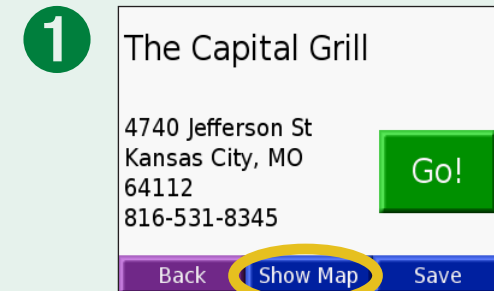 1
The Capital Grill
4740 Jefferson St
Kansas City, MO
64112
816-531-8345
Go!
Back Show Map Save